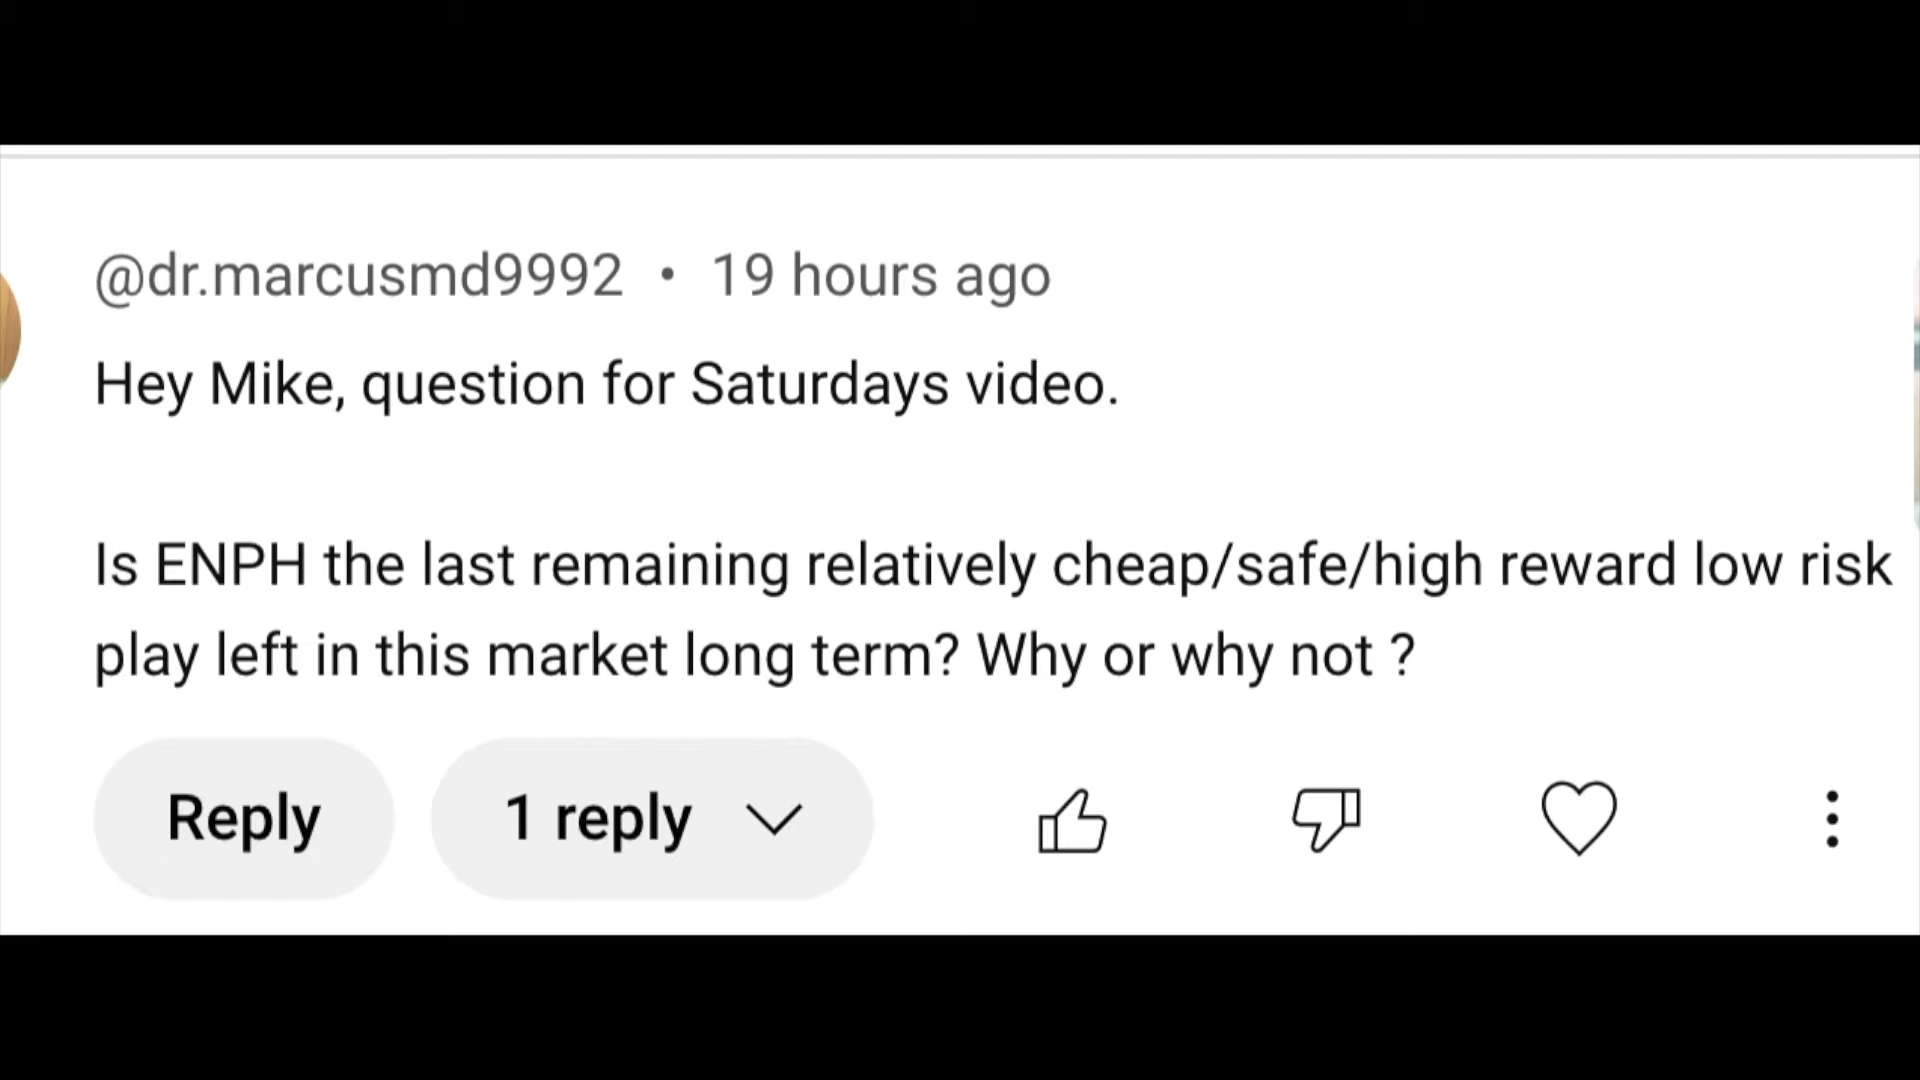 @dr.marcusmd9992 • 19 hours ago
Hey Mike, question for Saturdays video.
Is ENPH the last remaining relatively cheap/safe/high reward low risk
play left in this market long term? Why or why not ?
Reply
1 reply